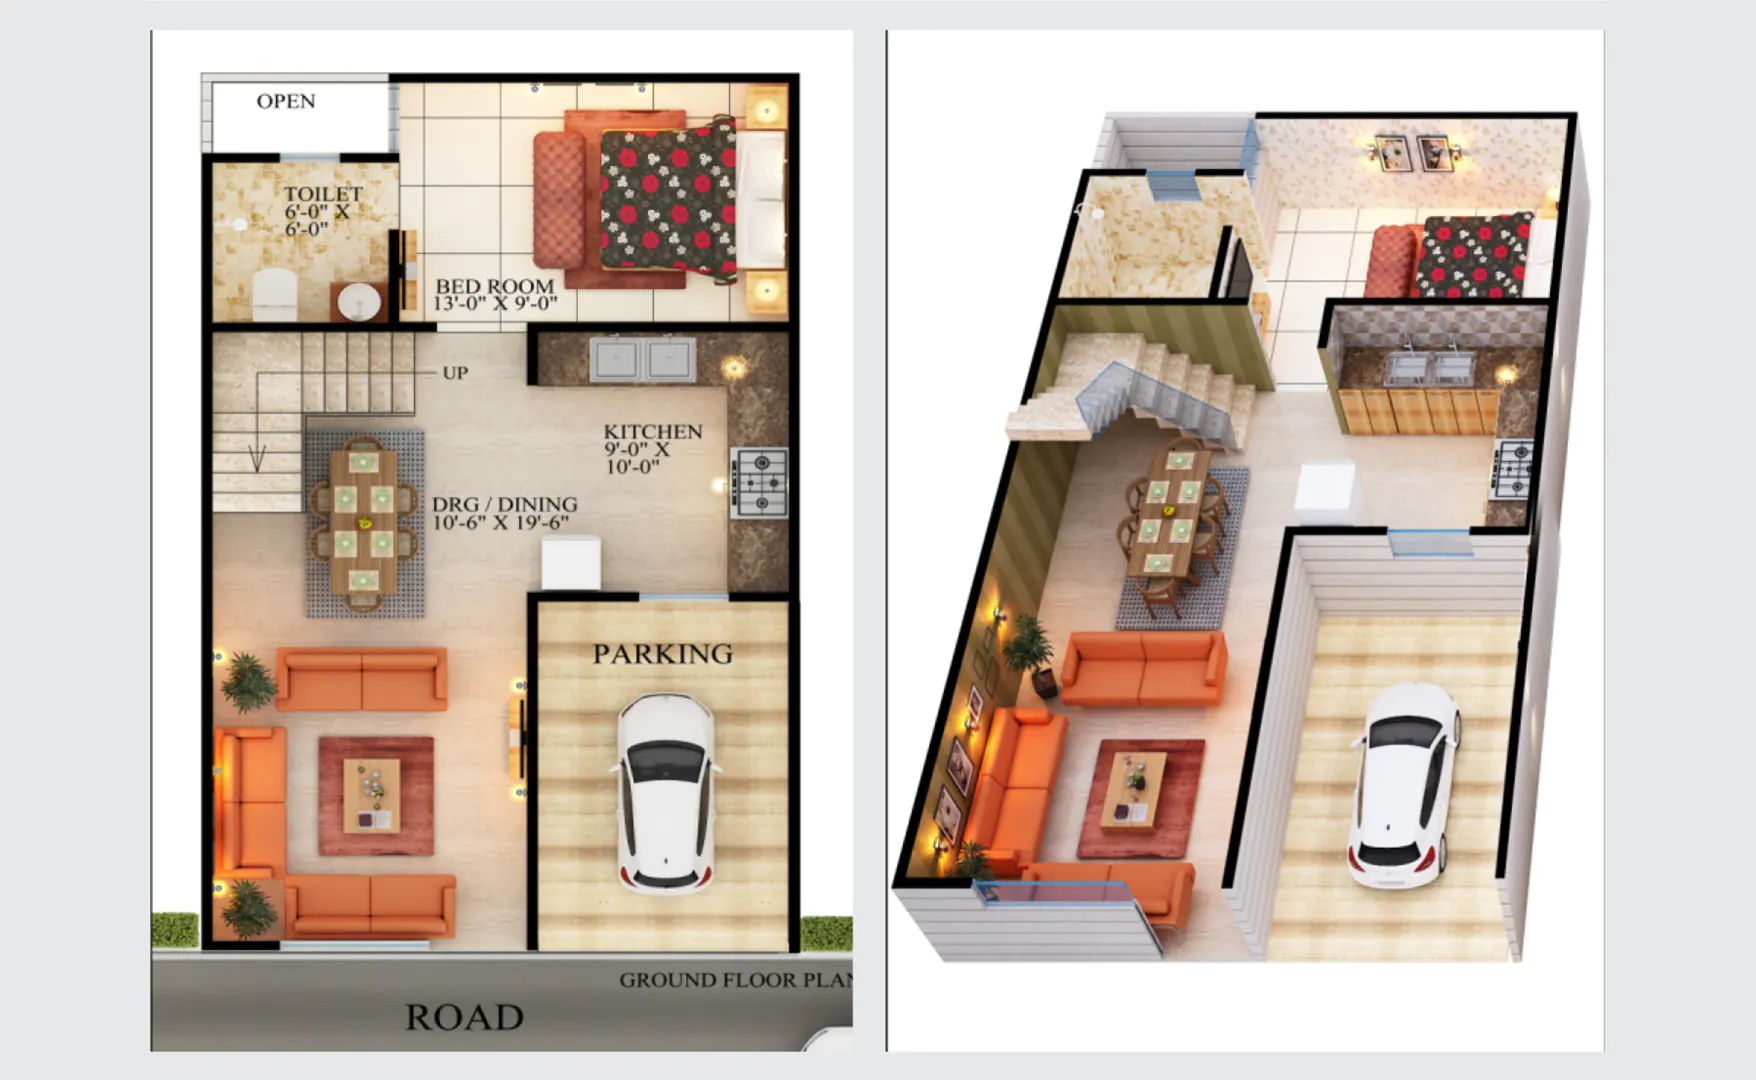 OPEN
TOILET
6'-0" X
6'-0"
BED ROOM
13'-0" X 9'-0"
UP
KITCHEN
9'-0" X
10'-0"
DRG / DINING
10'-6" X 19'-6"
PARKING
GROUND FLOOR PLAN
ROAD